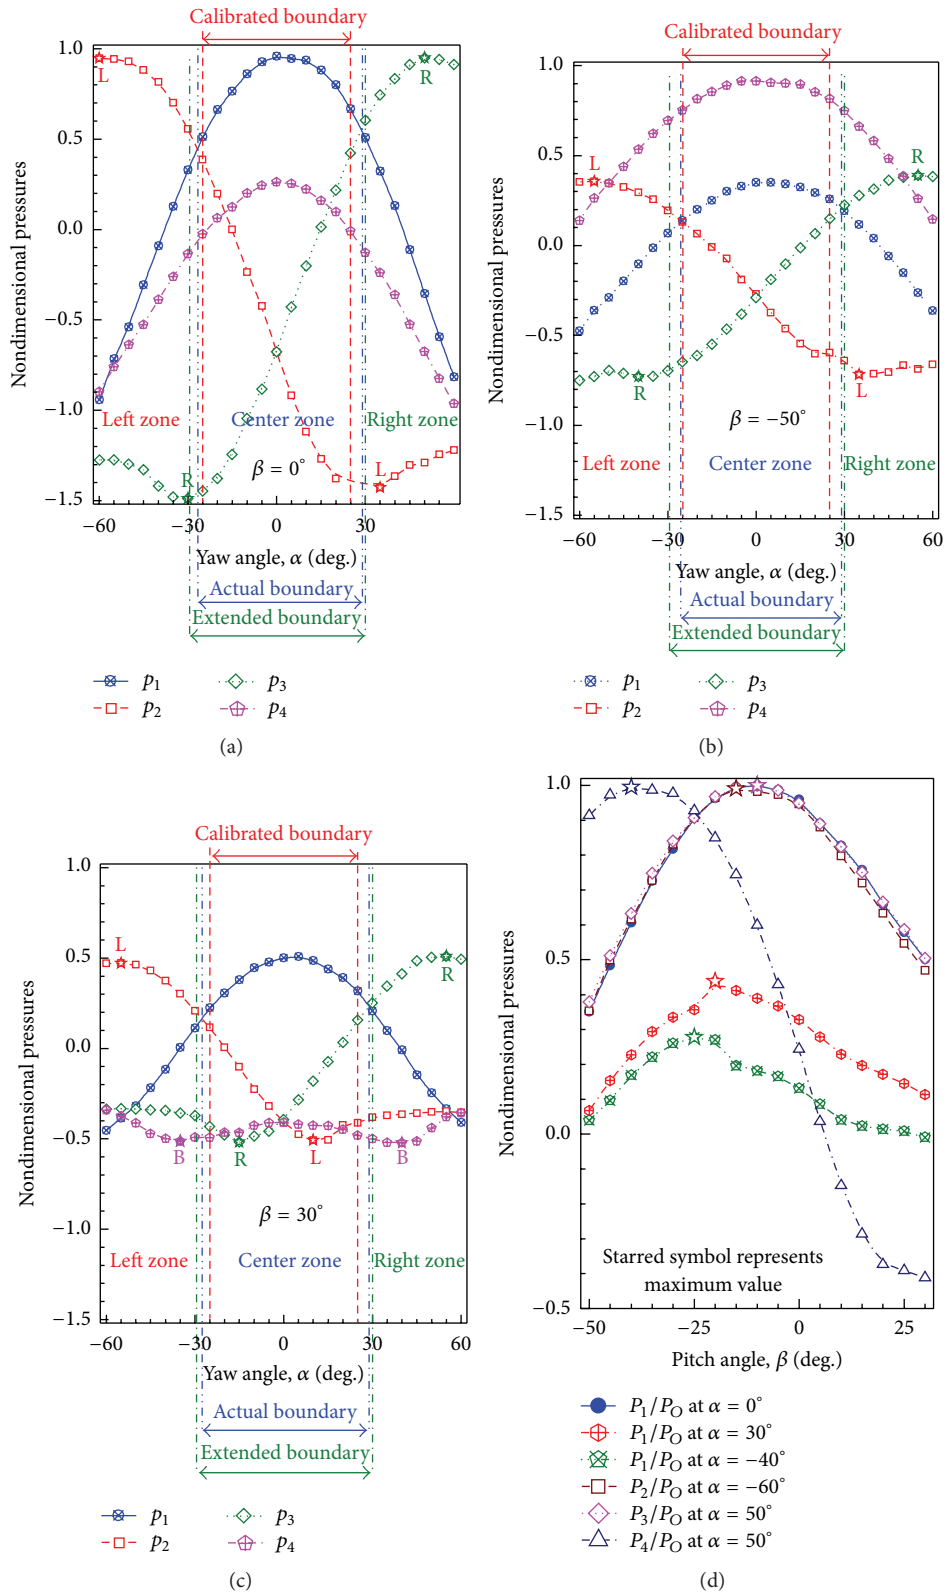 Calibrated boundary
1.0
0.5
0.0
−0.5
−1.0
−1.5
Nondimensional pressures
L
R
R
L
Left zone
Center zone
Right zone
β = 0°
−60
−30
0
30
Yaw angle, α (deg.)
Actual boundary
Extended boundary
p1
p3
p2
p4
(a)
Calibrated boundary
1.0
0.5
0.0
−0.5
−1.0
−1.5
Nondimensional pressures
L
R
R
L
β = −50°
Left zone
Center zone
Right zone
−60
−30
0
30
60
Yaw angle, α (deg.)
Actual boundary
Extended boundary
p1
p3
p2
p4
(b)
Calibrated boundary
1.0
0.5
0.0
−0.5
−1.0
−1.5
Nondimensional pressures
L
R
B
R
L
B
β = 30°
Left zone
Center zone
Right zone
−60
−30
0
30
60
Yaw angle, α (deg.)
Actual boundary
Extended boundary
p1
p3
p2
p4
(c)
1.0
0.5
0.0
−0.5
Nondimensional pressures
Starred symbol represents
maximum value
−50
−25
0
25
Pitch angle, β (deg.)
P1/PO at α = 0°
P1/PO at α = 30°
P1/PO at α = −40°
P2/PO at α = −60°
P3/PO at α = 50°
P4/PO at α = 50°
(d)